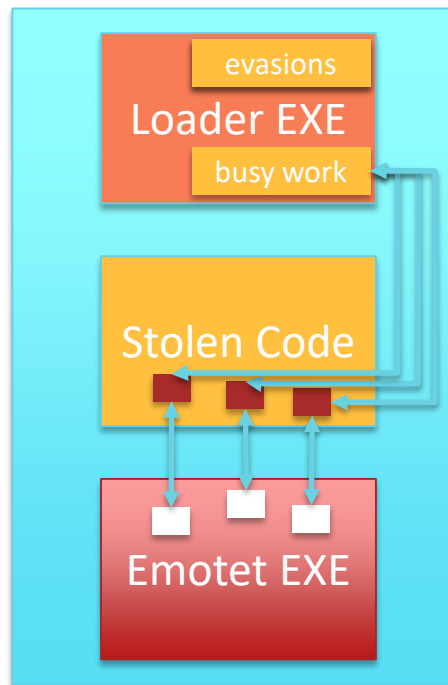 evasions
Loader EXE
busy work
Stolen Code
Emotet EXE